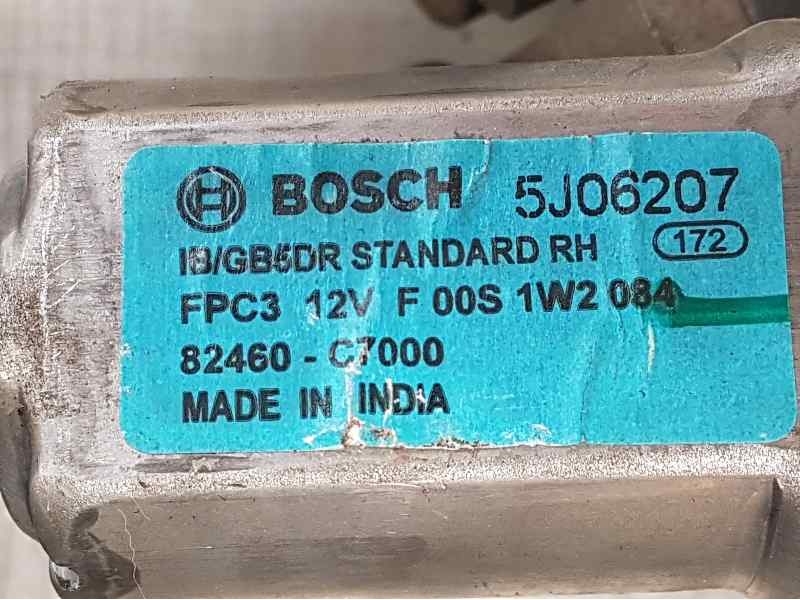 BOSCH 5J06207
IB/GB5DR STANDARD RH 172
FPC3 12V F 00S 1W2 084
82460 - C7000
MADE IN INDIA